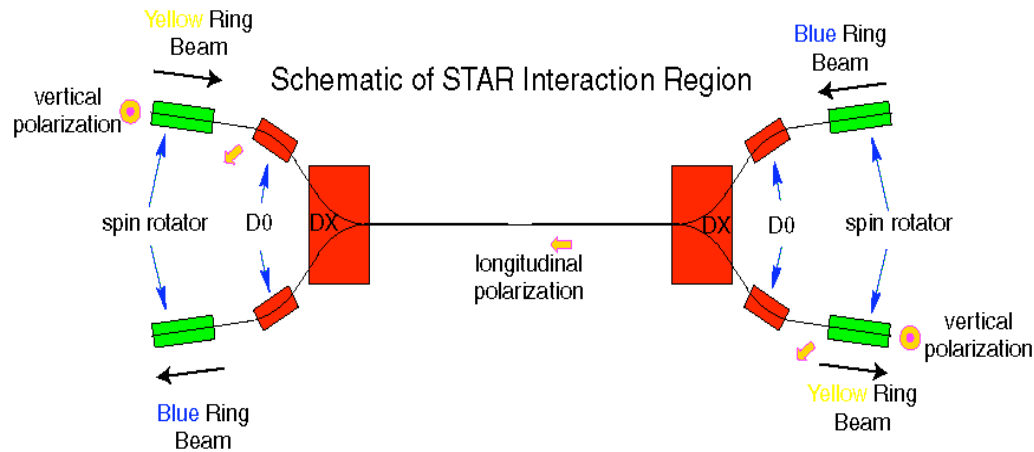 Yellow Ring
Beam
Blue Ring
Beam
Schematic of STAR Interaction Region
vertical
polarization
spin rotator
D0
DX
longitudinal
polarization
DX
D0
spin rotator
vertical
polarization
Blue Ring
Beam
Yellow Ring
Beam